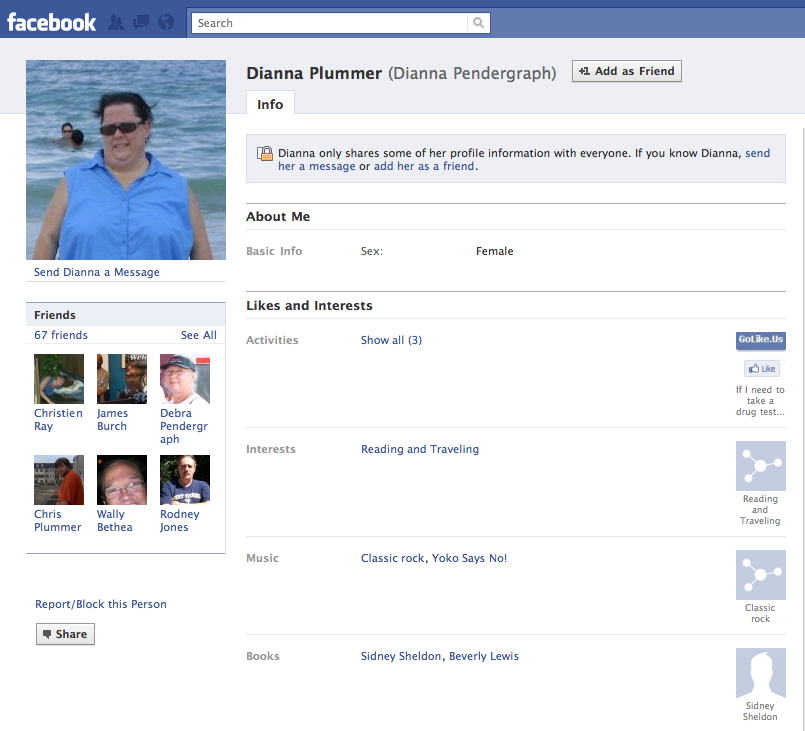 facebook
Search
Dianna Plummer (Dianna Pendergraph)
+1 Add as Friend
Info
Dianna only shares some of her profile information with everyone. If you know Dianna, send
her a message or add her as a friend.
Send Dianna a Message
Friends
67 friends
See All
Christien
Ray
James
Burch
Debra
Pendergr
aph
Chris
Plummer
Wally
Bethea
Rodney
Jones
Report/Block this Person
Share
About Me
Basic Info
Sex:
Female
Likes and Interests
Activities
Show all (3)
GoLike.Us
Like
If I need to
take a
drug test...
Interests
Reading and Traveling
Reading
and
Traveling
Music
Classic rock, Yoko Says No!
Classic
rock
Books
Sidney Sheldon, Beverly Lewis
Sidney
Sheldon